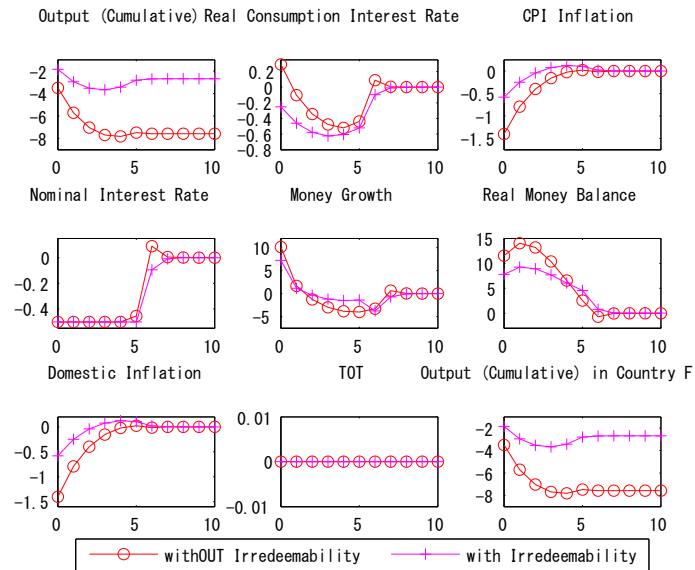 Output (Cumulative) Real Consumption Interest Rate CPI Inflation
-2
-4
-6
-8
0 5 10
0.2
0
-0.2
-0.4
-0.6
-0.8
0 5 10
0
-0.5
-1
-1.5
0 5 10
Nominal Interest Rate Money Growth Real Money Balance
0
-0.2
-0.4
0 5 10
10
5
0
-5
0 5 10
15
10
5
0
0 5 10
Domestic Inflation TOT Output (Cumulative) in Country F
0
-0.5
-1
-1.5
0 5 10
0.01
0
-0.01
0 5 10
-2
-4
-6
-8
0 5 10
withOUT Irredeemability with Irredeemability